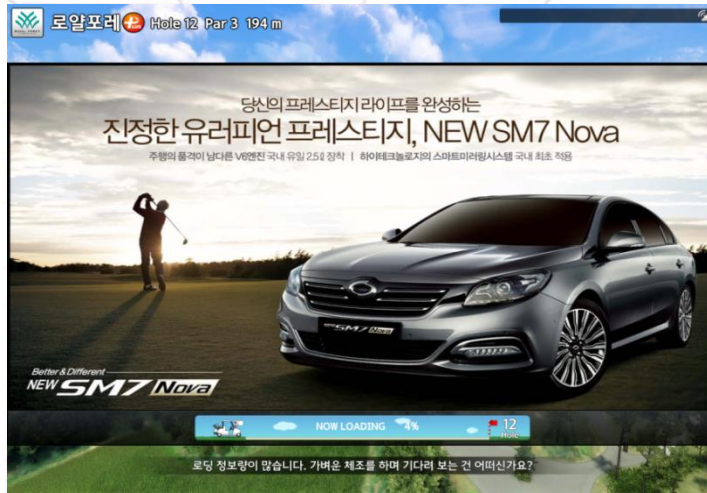 로얄포레 Hole 12 Par 3 194 m
당신의 프레스티지 라이프를 완성하는
진정한 유러피언 프레스티지, NEW SM7 Nova
주행의 품격이 남다른 V6엔진 국내 유일 2.5ℓ 장착 | 하이테크놀로지의 스마트미러링시스템 국내 최초 적용
SM7 Nova
Better & Different
NEW SM7 Nova
NOW LOADING 4%
12
Hole
로딩 정보량이 많습니다. 가벼운 체조를 하며 기다려 보는 건 어떠신가요?